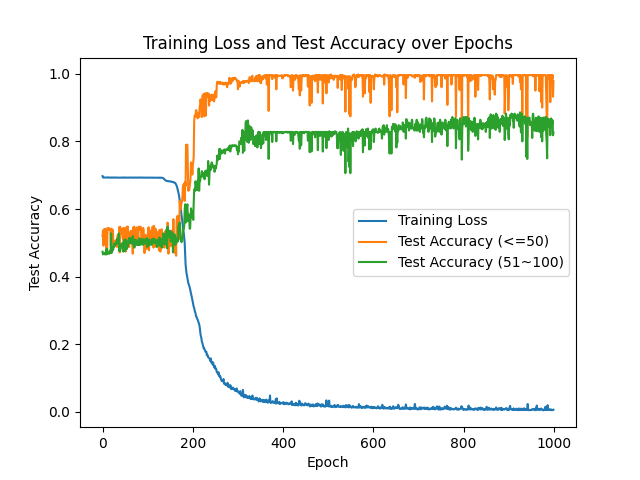 Training Loss and Test Accuracy over Epochs
Test Accuracy
1.0
0.8
0.6
0.4
0.2
0.0
Training Loss
Test Accuracy (<=50)
Test Accuracy (51~100)
0 200 400 600 800 1000
Epoch